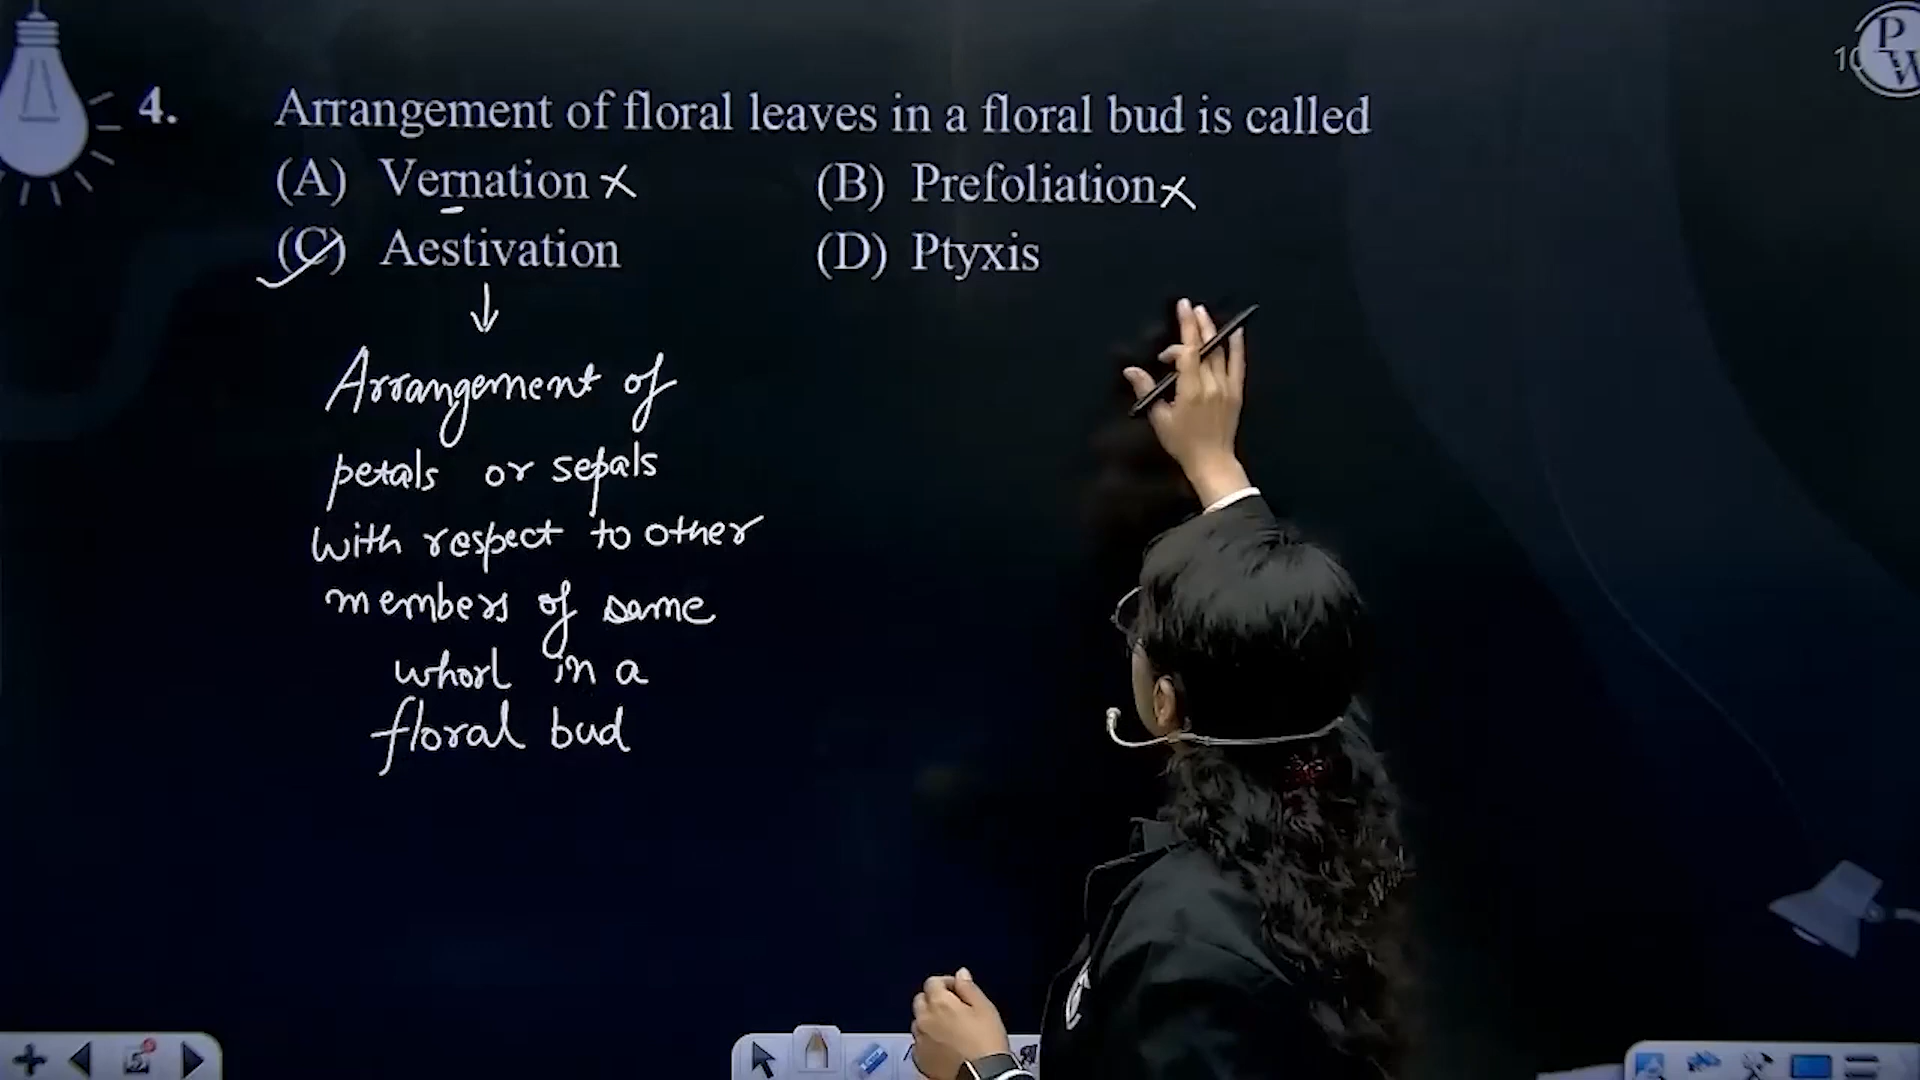 4. Arrangement of floral leaves in a floral bud is called
(A) Vernation x (B) Prefoliation x
(C) Aestivation (D) Ptyxis
Arrangement of
petals or sepals
with respect to other
members of same
whorl in a
floral bud
PW